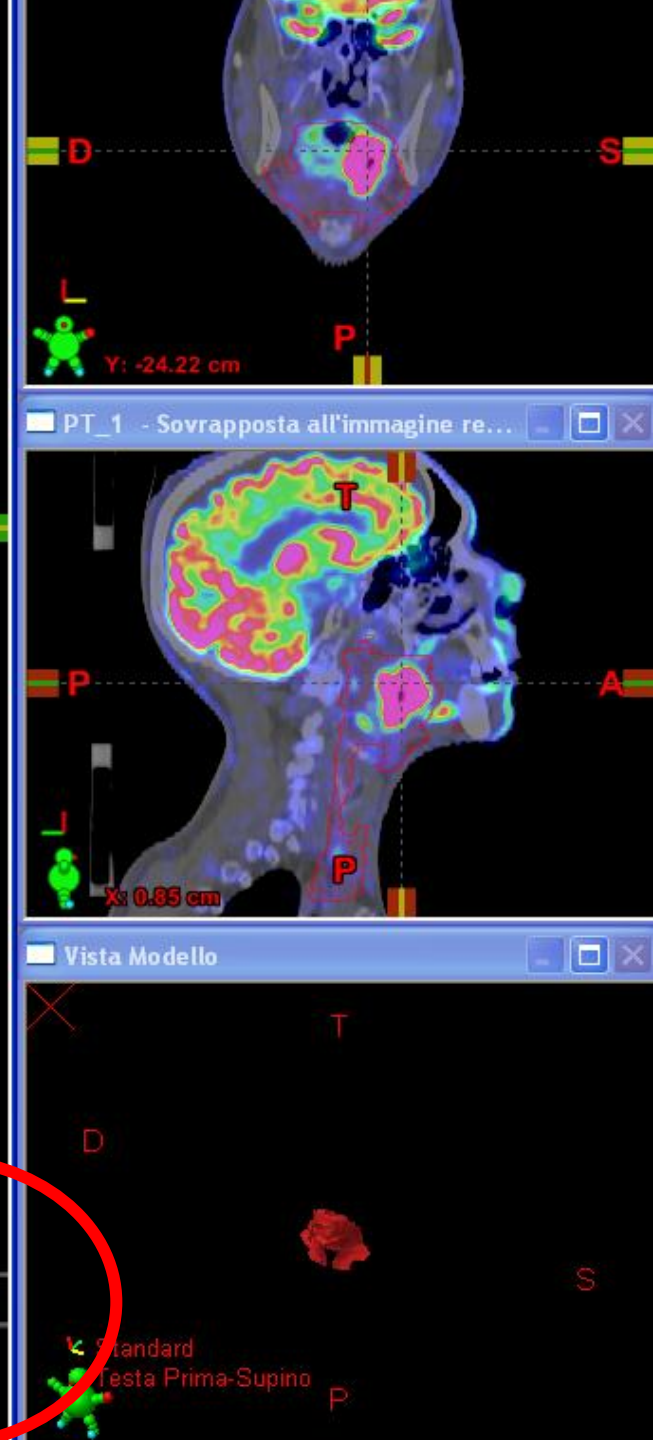 D
S
L
P
Y: -24.22 cm
PT_1 - Sovrapposta all'immagine re...
T
P
A
P
X: 0.85 cm
Vista Modello
T
D
S
Standard
Testa Prima-Supino
P